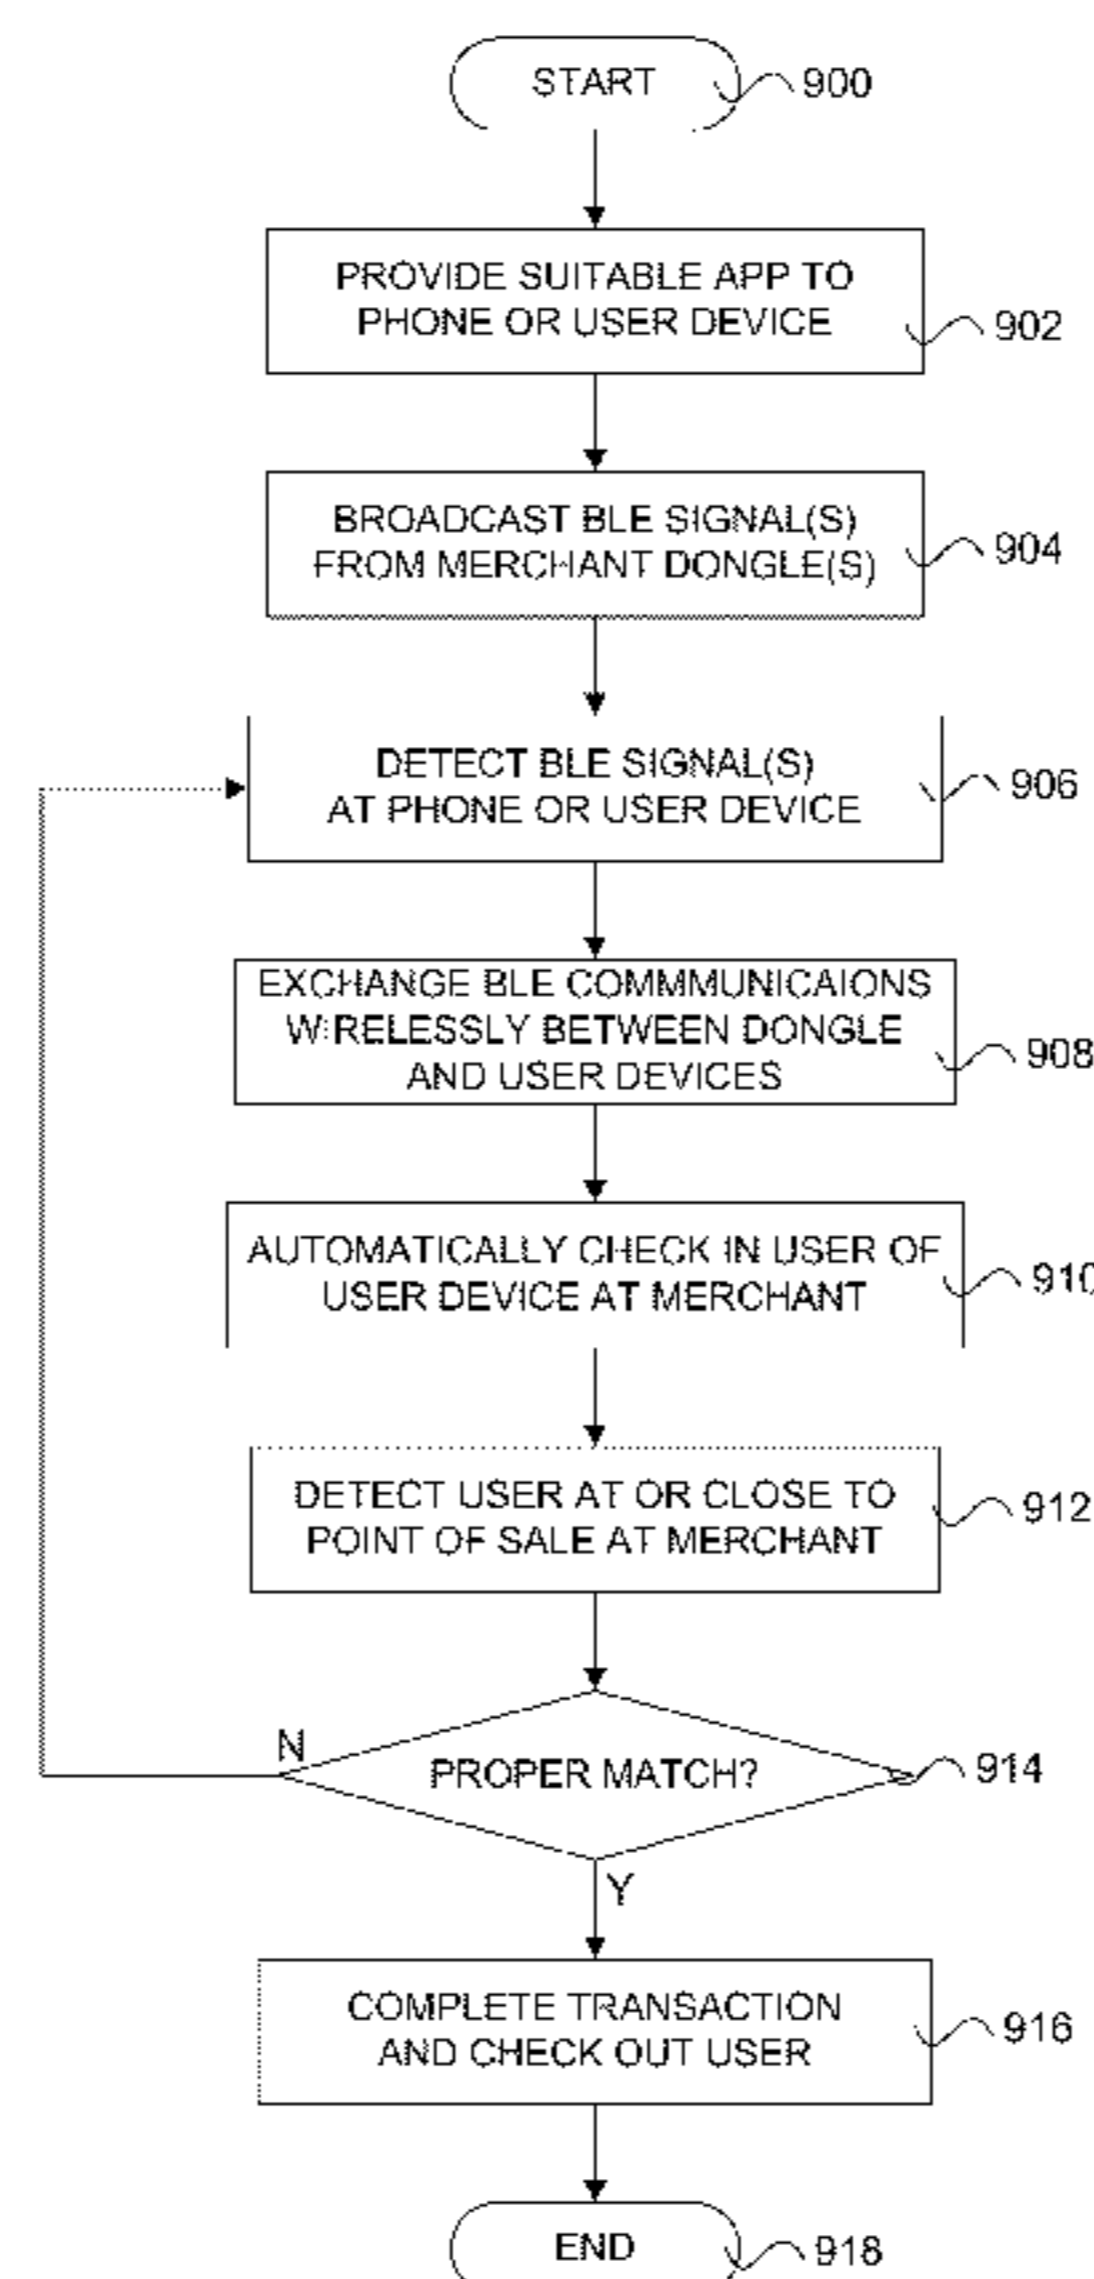 START
900
PROVIDE SUITABLE APP TO
PHONE OR USER DEVICE
902
BROADCAST BLE SIGNAL(S)
FROM MERCHANT DONGLE(S)
904
DETECT BLE SIGNAL(S)
AT PHONE OR USER DEVICE
906
EXCHANGE BLE COMMMUNICAIONS
WIRELESSLY BETWEEN DONGLE
AND USER DEVICES
908
AUTOMATICALLY CHECK IN USER OF
USER DEVICE AT MERCHANT
910
DETECT USER AT OR CLOSE TO
POINT OF SALE AT MERCHANT
912
N
PROPER MATCH?
914
Y
COMPLETE TRANSACTION
AND CHECK OUT USER
916
END
918